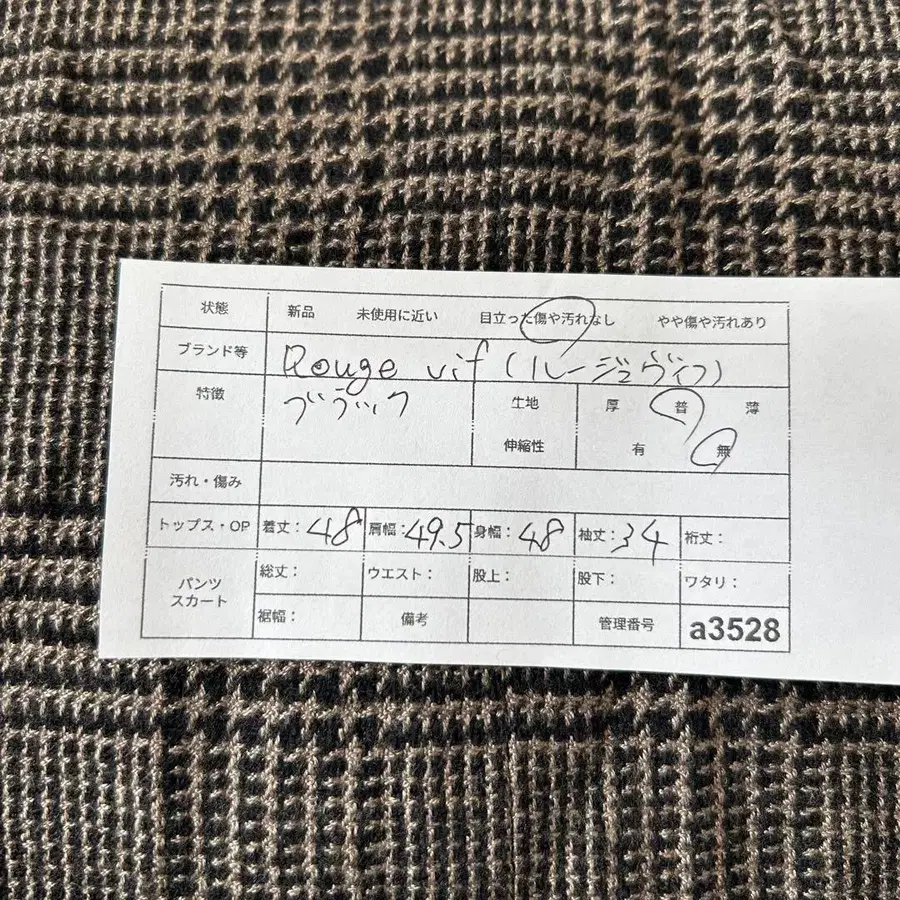 状態 新品 未使用に近い 目立った傷や汚れなし やや傷や汚れあり
ブランド等 Rouge vif (ルージュヴィフ)
特徴 ブラック 生地 厚 普 薄
伸縮性 有 無
汚れ・傷み
トップス・OP 着丈：48 肩幅：49.5 身幅：48 袖丈：34 裄丈：
パンツ スカート 総丈： ウエスト： 股上： 股下： ワタリ：
裾幅： 備考 管理番号 a3528